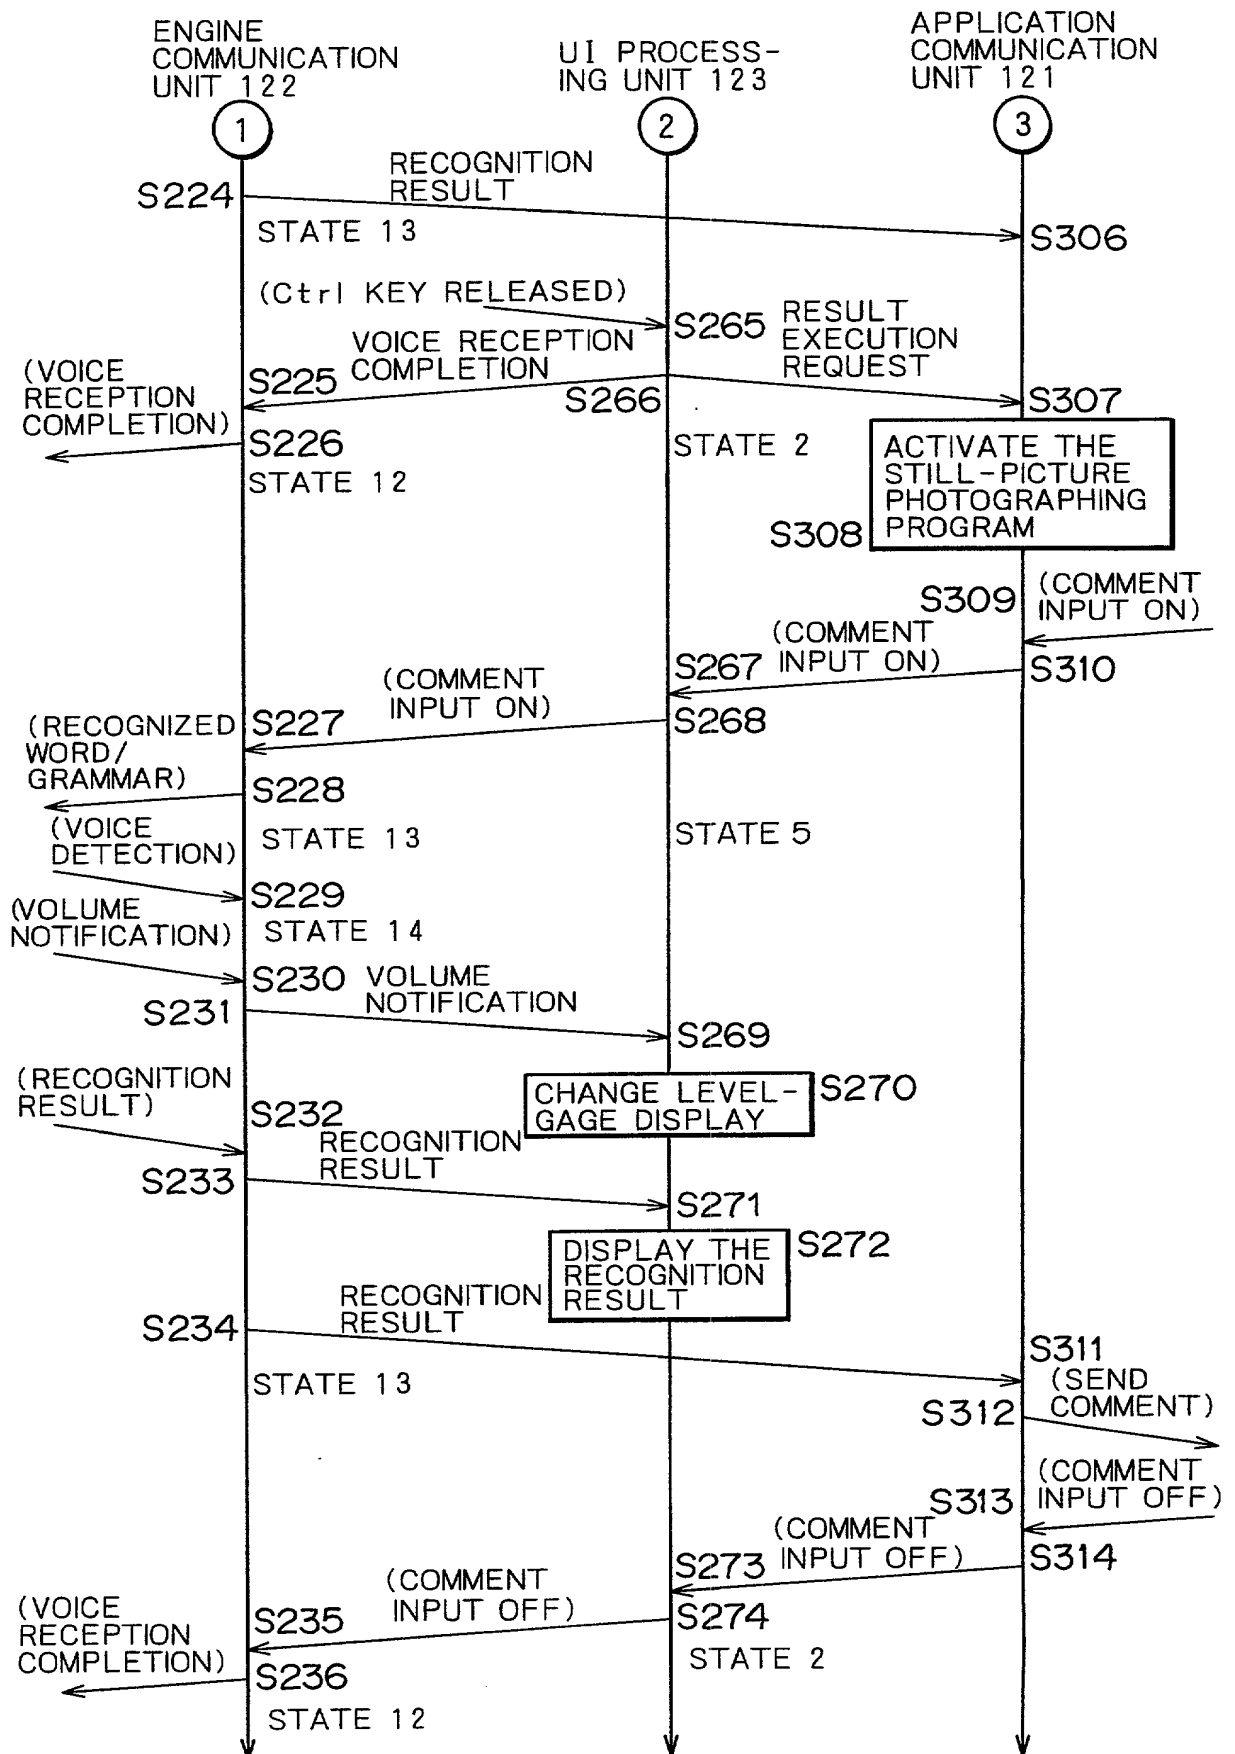 ENGINE
COMMUNICATION
UNIT 122
UI PROCESS-
ING UNIT 123
APPLICATION
COMMUNICATION
UNIT 121
1
2
3
RECOGNITION
RESULT
S224
STATE 13
S306
(Ctrl KEY RELEASED)
S265
RESULT
EXECUTION
REQUEST
VOICE RECEPTION
COMPLETION
(VOICE
RECEPTION
COMPLETION)
S225
S266
S307
S226
STATE 12
STATE 2
ACTIVATE THE
STILL-PICTURE
PHOTOGRAPHING
PROGRAM
S308
S309
(COMMENT
INPUT ON)
(COMMENT
INPUT ON)
S267
S310
(COMMENT
INPUT ON)
S227
S268
(RECOGNIZED
WORD/
GRAMMAR)
S228
STATE 13
STATE 5
(VOICE
DETECTION)
S229
(VOLUME
NOTIFICATION)
STATE 14
S230
VOLUME
NOTIFICATION
S231
S269
CHANGE LEVEL-
GAGE DISPLAY
S270
(RECOGNITION
RESULT)
S232
RECOGNITION
RESULT
S233
S271
DISPLAY THE
RECOGNITION
RESULT
S272
RECOGNITION
RESULT
S234
S311
STATE 13
(SEND
COMMENT)
S312
(COMMENT
INPUT OFF)
S313
(COMMENT
INPUT OFF)
S273
S314
(COMMENT
INPUT OFF)
S235
S274
(VOICE
RECEPTION
COMPLETION)
S236
STATE 2
STATE 12